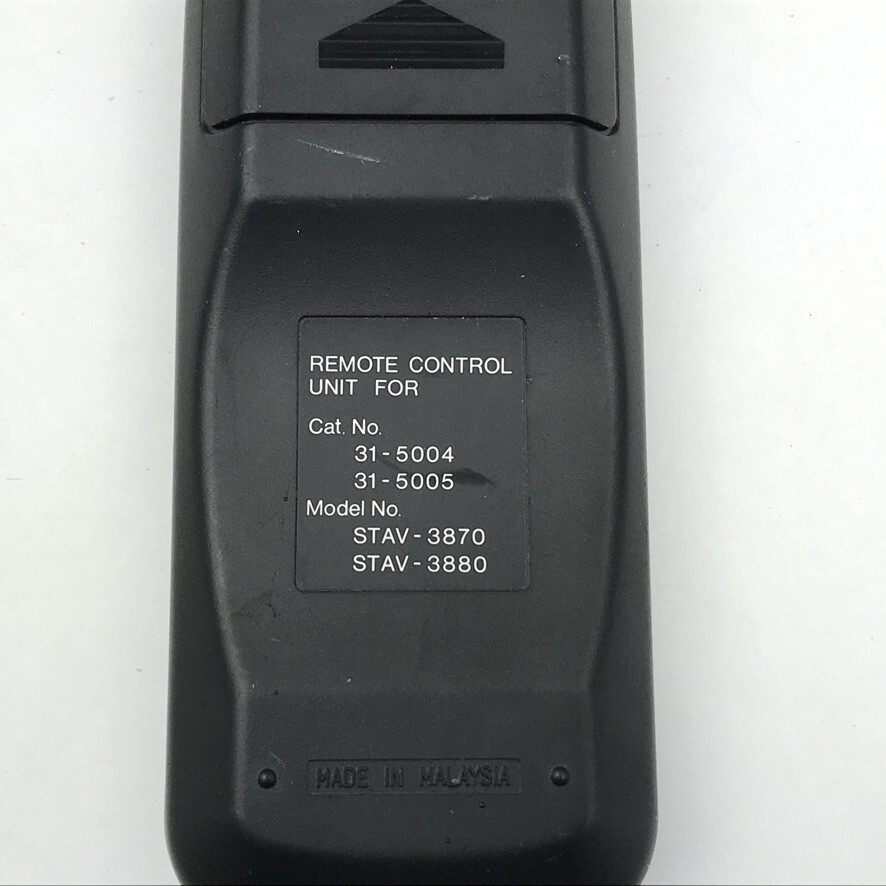 REMOTE CONTROL
UNIT FOR
Cat. No.
31-5004
31-5005
Model No.
STAV-3870
STAV-3880
MADE IN MALAYSIA